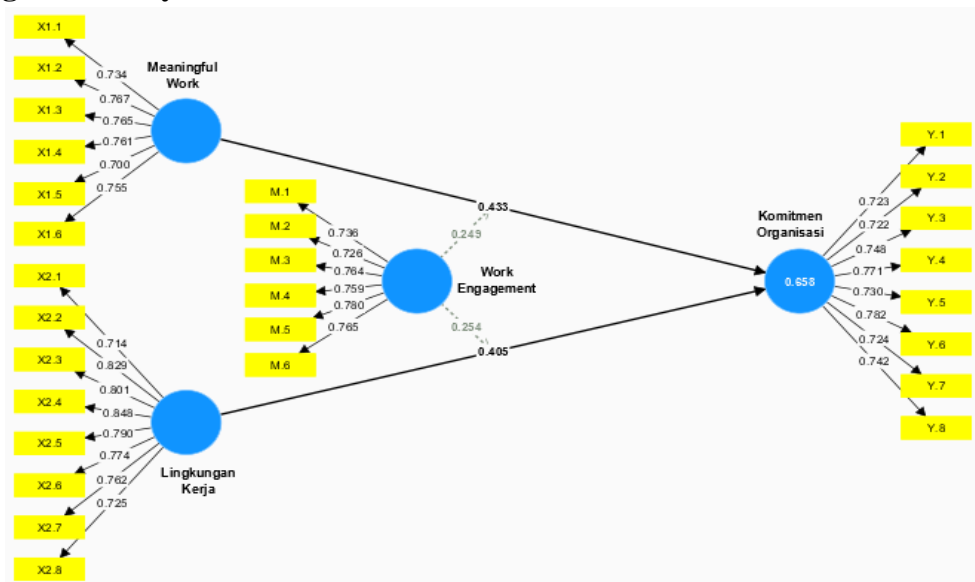 X1.1
X1.2
X1.3
X1.4
X1.5
X1.6
0.734
0.767
0.765
0.761
0.700
0.755
Meaningful
Work
X2.1
X2.2
X2.3
X2.4
X2.5
X2.6
X2.7
X2.8
0.714
0.829
0.801
0.848
0.790
0.774
0.762
0.725
Lingkungan
Kerja
M.1
M.2
M.3
M.4
M.5
M.6
0.736
0.726
0.764
0.759
0.780
0.765
Work
Engagement
0.433
0.249
0.254
0.405
Komitmen
Organisasi
0.658
0.723
0.722
0.748
0.771
0.730
0.782
0.724
0.742
Y.1
Y.2
Y.3
Y.4
Y.5
Y.6
Y.7
Y.8